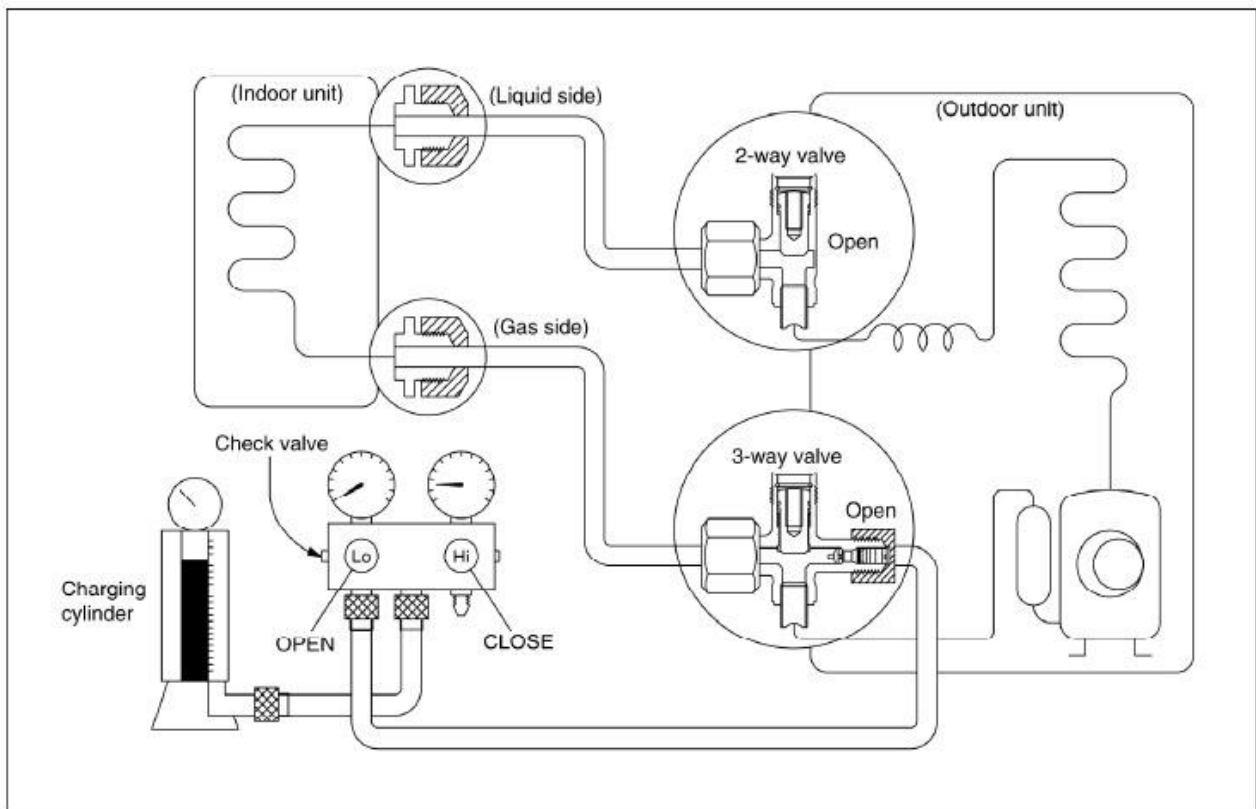 (Indoor unit)
(Liquid side)
(Outdoor unit)
2-way valve
Open
(Gas side)
Check valve
3-way valve
Open
Lo
Hi
Charging
cylinder
OPEN
CLOSE